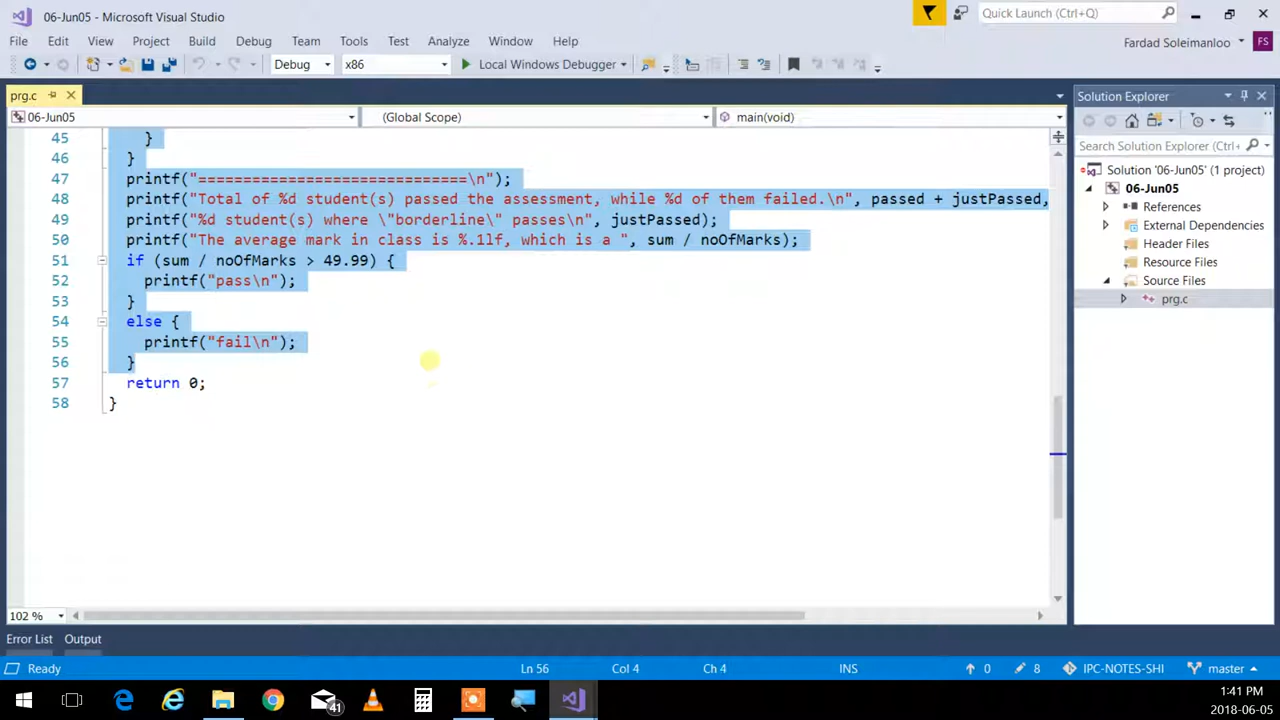 06-Jun05 - Microsoft Visual Studio
Quick Launch (Ctrl+Q)
File Edit View Project Build Debug Team Tools Test Analyze Window Help
Fardad Soleimanloo FS
Debug x86 Local Windows Debugger
prg.c
Solution Explorer
06-Jun05 (Global Scope) main(void)
Search Solution Explorer (Ctrl+
Solution '06-Jun05' (1 project)
06-Jun05
References
External Dependencies
Header Files
Resource Files
Source Files
prg.c
45 }
46 }
47 printf("==============================\n");
48 printf("Total of %d student(s) passed the assessment, while %d of them failed.\n", passed + justPassed,
49 printf("%d student(s) where \"borderline\" passes\n", justPassed);
50 printf("The average mark in class is %.1lf, which is a ", sum / noOfMarks);
51 if (sum / noOfMarks > 49.99) {
52 printf("pass\n");
53 }
54 else {
55 printf("fail\n");
56 }
57 return 0;
58 }
102 %
Error List Output
Ready Ln 56 Col 4 Ch 4 INS 0 8 IPC-NOTES-SHI master
41
1:41 PM
2018-06-05